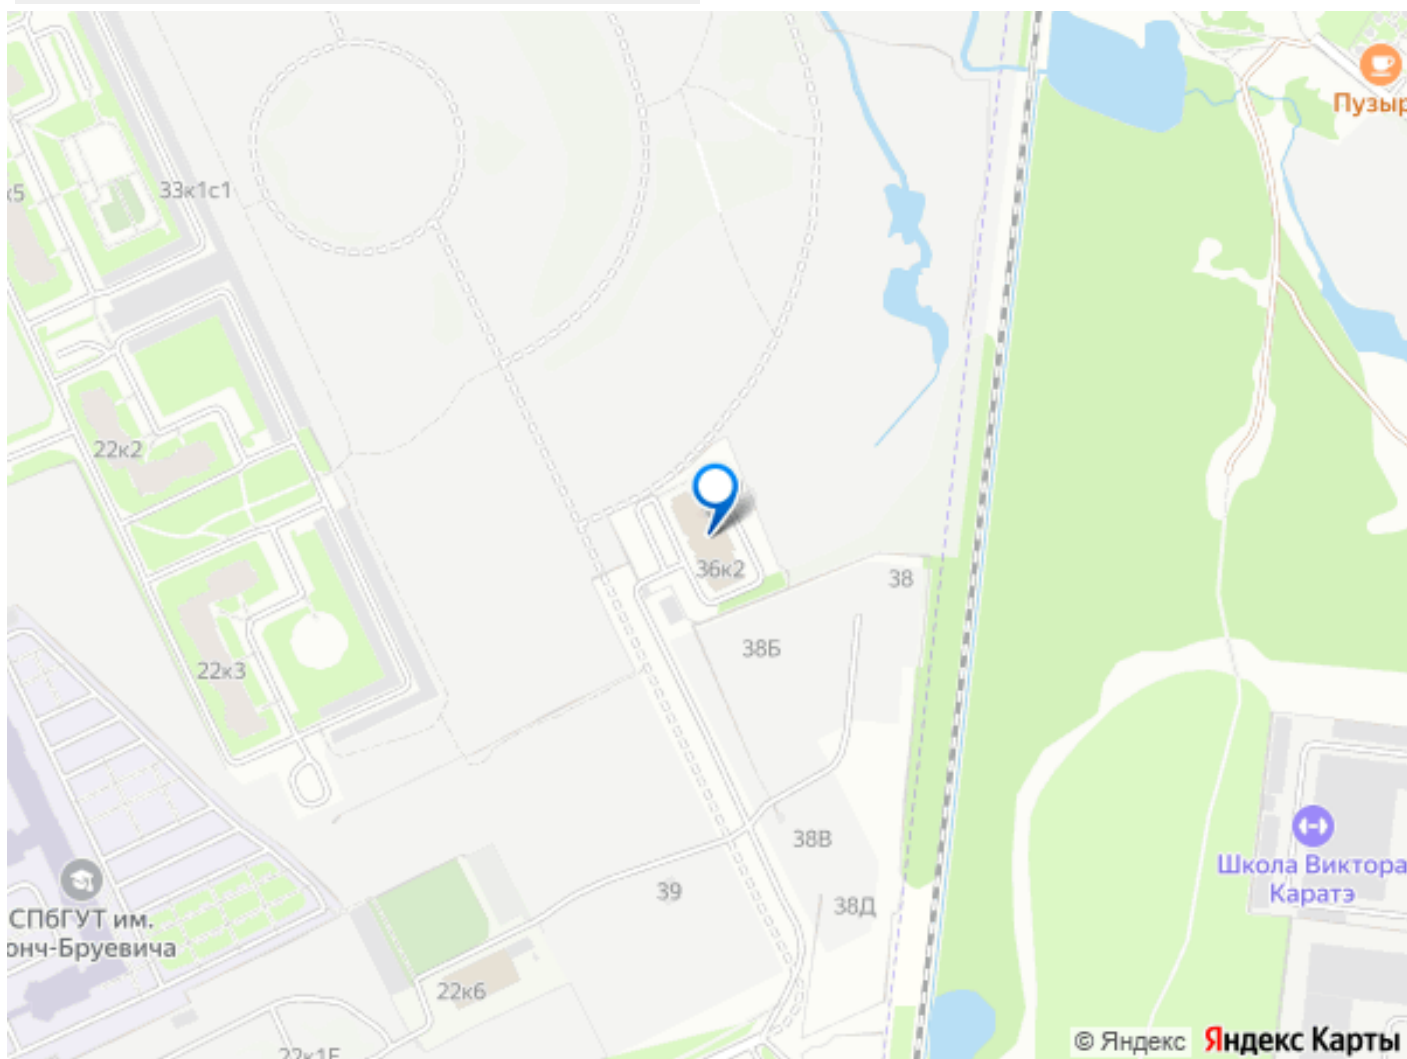 Пузыр
к5
33к1с1
22к2
36к2
38
38Б
22к3
38В
Школа Виктора
Каратэ
39
38Д
СПбГУТ им.
онч-Бруевича
22к6
22к1Е
© Яндекс Яндекс Карты